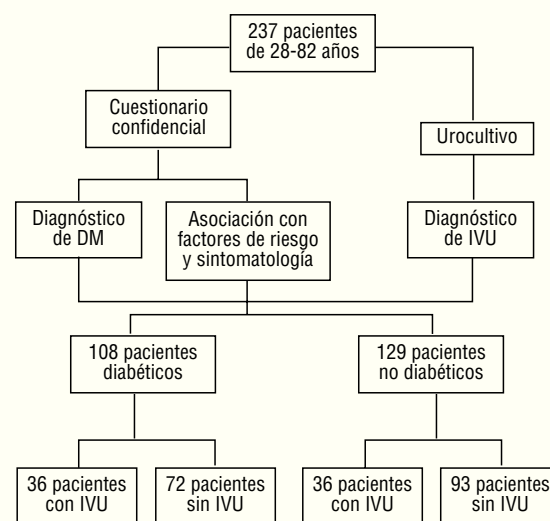 237 pacientes
de 28-82 años
Cuestionario
confidencial
Urocultivo
Diagnóstico
de DM
Asociación con
factores de riesgo
y sintomatología
Diagnóstico
de IVU
108 pacientes
diabéticos
129 pacientes
no diabéticos
36 pacientes
con IVU
72 pacientes
sin IVU
36 pacientes
con IVU
93 pacientes
sin IVU